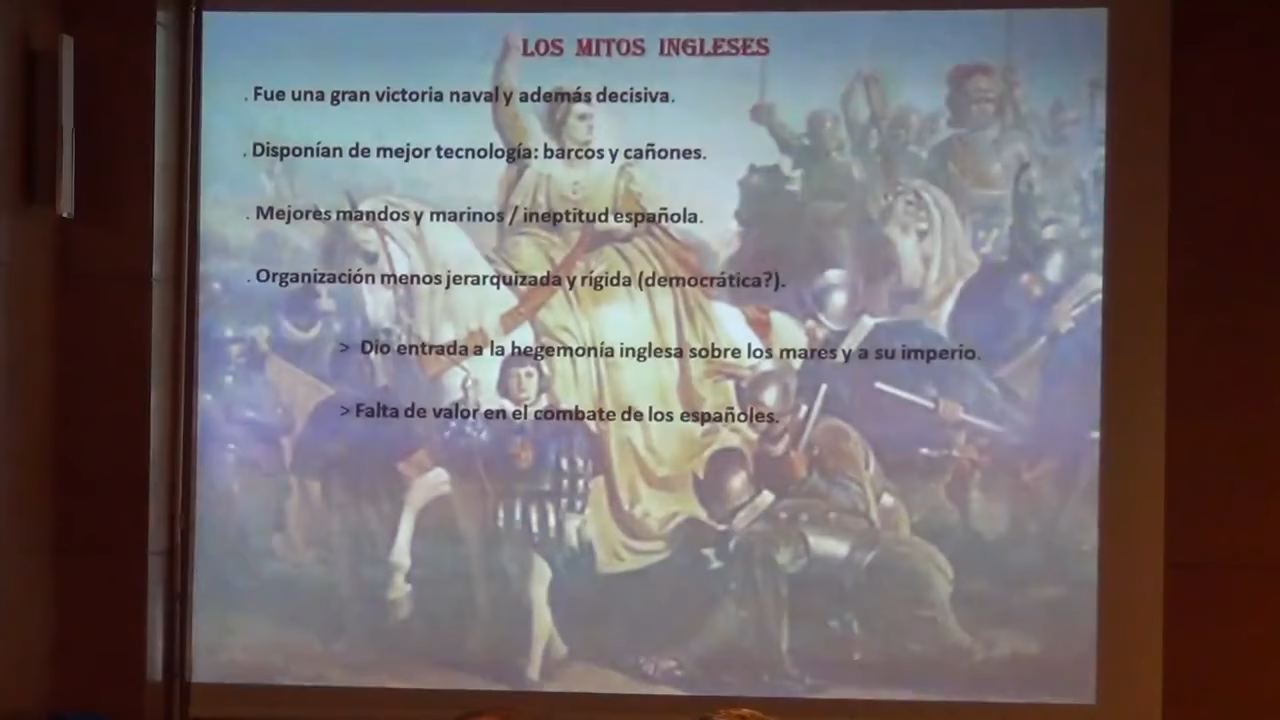 LOS MITOS INGLESES
. Fue una gran victoria naval y además decisiva.
. Disponían de mejor tecnología: barcos y cañones.
. Mejores mandos y marinos / ineptitud española.
. Organización menos jerarquizada y rígida (democrática?).
> Dio entrada a la hegemonía inglesa sobre los mares y a su imperio.
> Falta de valor en el combate de los españoles.